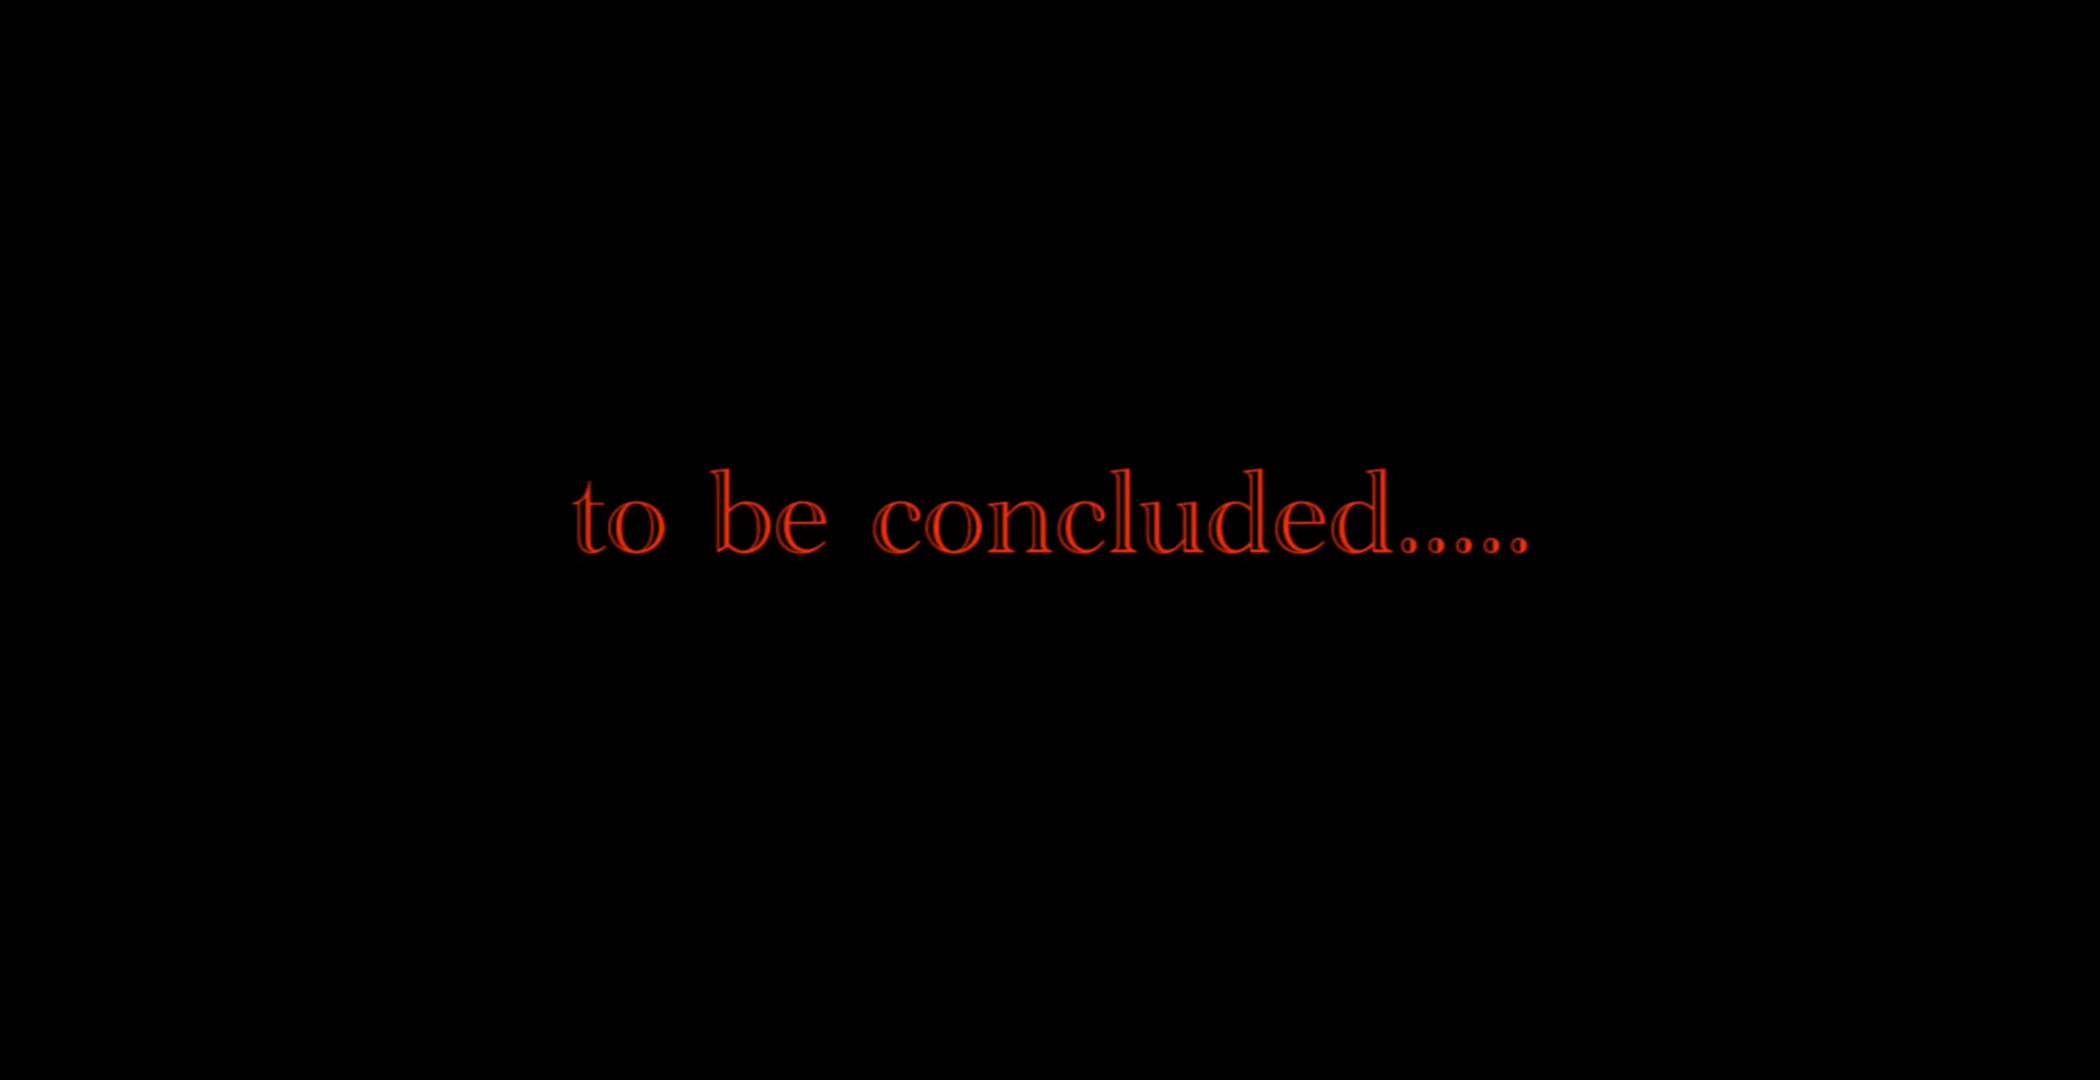 to be concluded.....